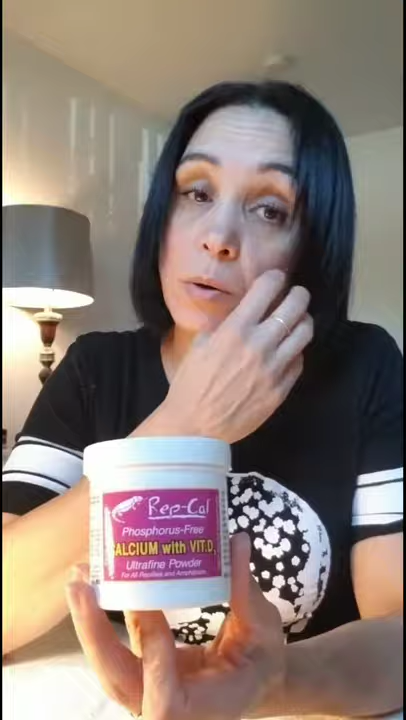 Rep-Cal
Phosphorus-Free
CALCIUM with VIT.D3
Ultrafine Powder
For All Reptiles and Amphibians